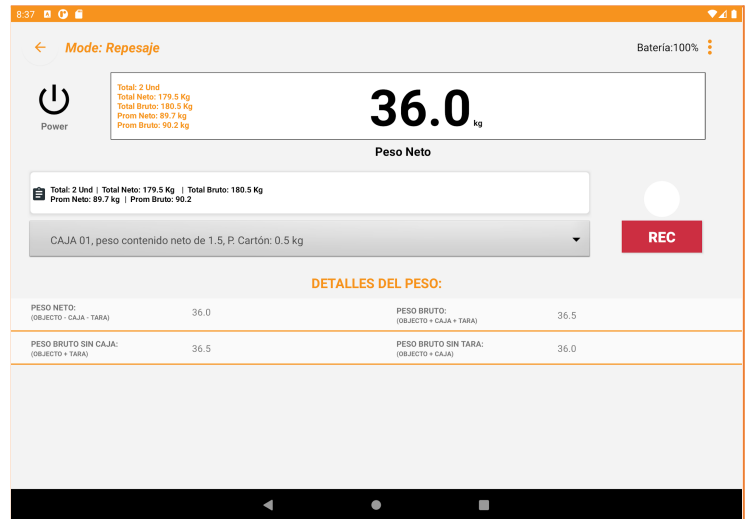 8:37
Mode: Repesaje
Batería:100%
Power
Total: 2 Und
Total Neto: 179.5 Kg
Total Bruto: 180.5 Kg
Prom Neto: 89.7 kg
Prom Bruto: 90.2 kg
36.0 kg
Peso Neto
Total: 2 Und | Total Neto: 179.5 Kg | Total Bruto: 180.5 Kg
Prom Neto: 89.7 kg | Prom Bruto: 90.2
CAJA 01, peso contenido neto de 1.5, P. Cartón: 0.5 kg
REC
DETALLES DEL PESO:
PESO NETO:
(OBJECTO - CAJA - TARA)
36.0
PESO BRUTO:
(OBJECTO + CAJA + TARA)
36.5
PESO BRUTO SIN CAJA:
(OBJECTO + TARA)
36.5
PESO BRUTO SIN TARA:
(OBJECTO + CAJA)
36.0